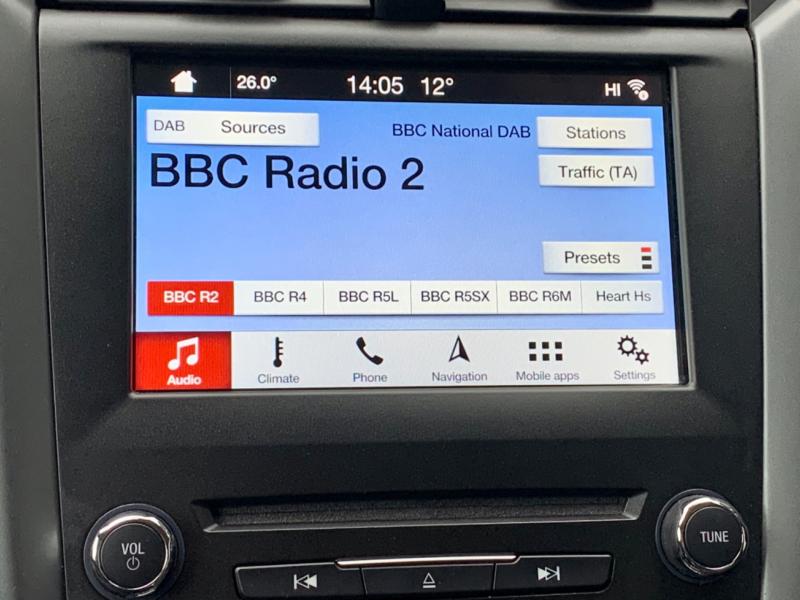 26.0° 14:05 12° HI
DAB Sources BBC National DAB Stations
BBC Radio 2 Traffic (TA)
Presets
BBC R2 BBC R4 BBC R5L BBC R5SX BBC R6M Heart Hs
Audio Climate Phone Navigation Mobile apps Settings
VOL TUNE